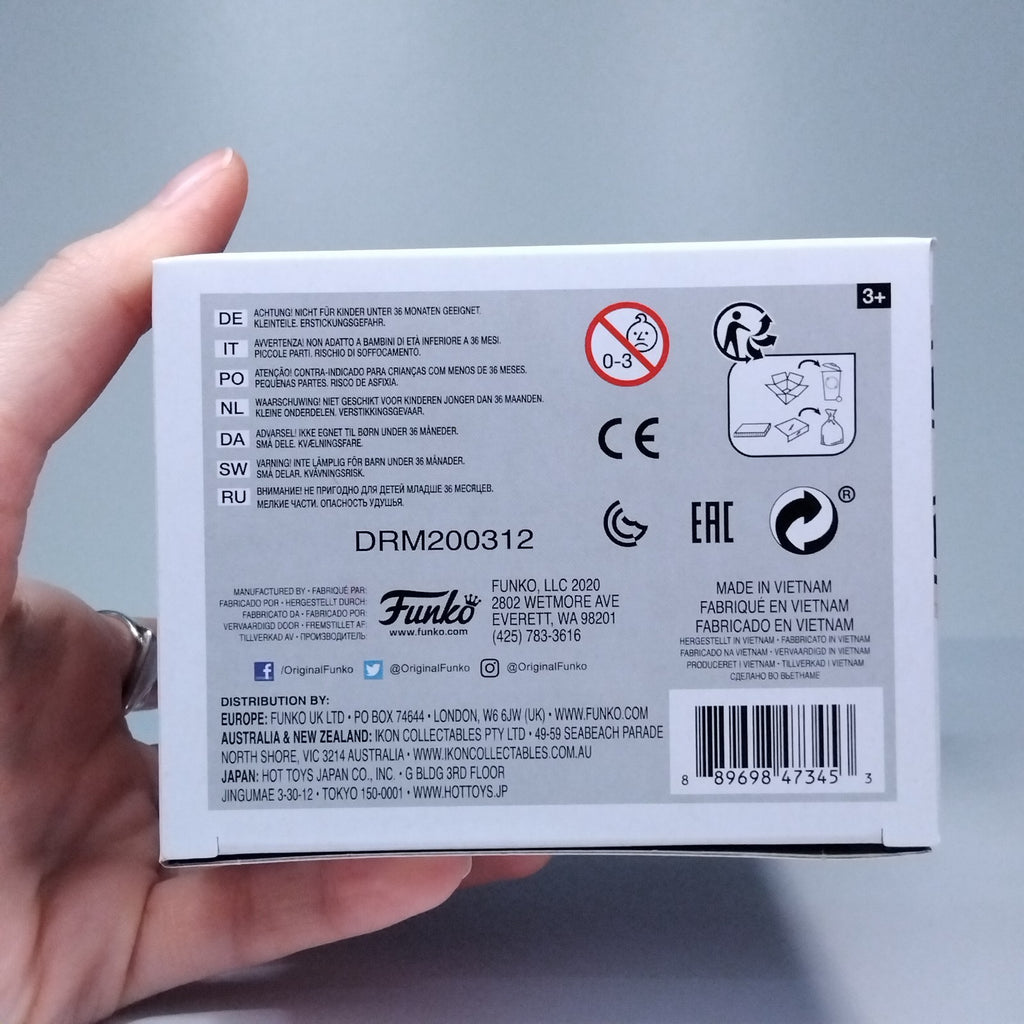 3+
DE ACHTUNG! NICHT FÜR KINDER UNTER 36 MONATEN GEEIGNET.
KLEINTEILE. ERSTICKUNGSGEFAHR.
IT AVVERTENZA! NON ADATTO A BAMBINI DI ETÀ INFERIORE A 36 MESI.
PICCOLE PARTI. RISCHIO DI SOFFOCAMENTO.
PO ATENÇÃO! CONTRA-INDICADO PARA CRIANÇAS COM MENOS DE 36 MESES.
PEQUENAS PARTES. RISCO DE ASFIXIA.
NL WAARSCHUWING! NIET GESCHIKT VOOR KINDEREN JONGER DAN 36 MAANDEN.
KLEINE ONDERDELEN. VERSTIKKINGSGEVAAR.
DA ADVARSEL! IKKE EGNET TIL BØRN UNDER 36 MÅNEDER.
SMÅ DELE. KVÆLNINGSFARE.
SW VARNING! INTE LÄMPLIG FÖR BARN UNDER 36 MÅNADER.
SMÅ DELAR. KVÄVNINGSRISK.
RU ВНИМАНИЕ! НЕ ПРИГОДНО ДЛЯ ДЕТЕЙ МЛАДШЕ 36 МЕСЯЦЕВ.
МЕЛКИЕ ЧАСТИ. ОПАСНОСТЬ УДУШЬЯ.
0-3
CE
EAC
®
DRM200312
MANUFACTURED BY • FABRIQUÉ PAR:
FABRICADO POR • HERGESTELLT DURCH:
FABBRICATO DA • FABRICADO POR:
VERVAARDIGD DOOR • FREMSTILLET AF:
TILLVERKAD AV • ПРОИЗВОДИТЕЛЬ:
Funko
www.funko.com
FUNKO, LLC 2020
2802 WETMORE AVE
EVERETT, WA 98201
(425) 783-3616
MADE IN VIETNAM
FABRIQUÉ EN VIETNAM
FABRICADO EN VIETNAM
HERGESTELLT IN VIETNAM • FABBRICATO IN VIETNAM
FABRICADO NA VIETNAM • VERVAARDIGD IN VIETNAM
PRODUCERET I VIETNAM • TILLVERKAD I VIETNAM
СДЕЛАНО ВО ВЬЕТНАМЕ
f /OriginalFunko @OriginalFunko @OriginalFunko
DISTRIBUTION BY:
EUROPE: FUNKO UK LTD • PO BOX 74644 • LONDON, W6 6JW (UK) • WWW.FUNKO.COM
AUSTRALIA & NEW ZEALAND: IKON COLLECTABLES PTY LTD • 49-59 SEABEACH PARADE
NORTH SHORE, VIC 3214 AUSTRALIA • WWW.IKONCOLLECTABLES.COM.AU
JAPAN: HOT TOYS JAPAN CO., INC. • G BLDG 3RD FLOOR
JINGUMAE 3-30-12 • TOKYO 150-0001 • WWW.HOTTOYS.JP
8 89698 47345 3